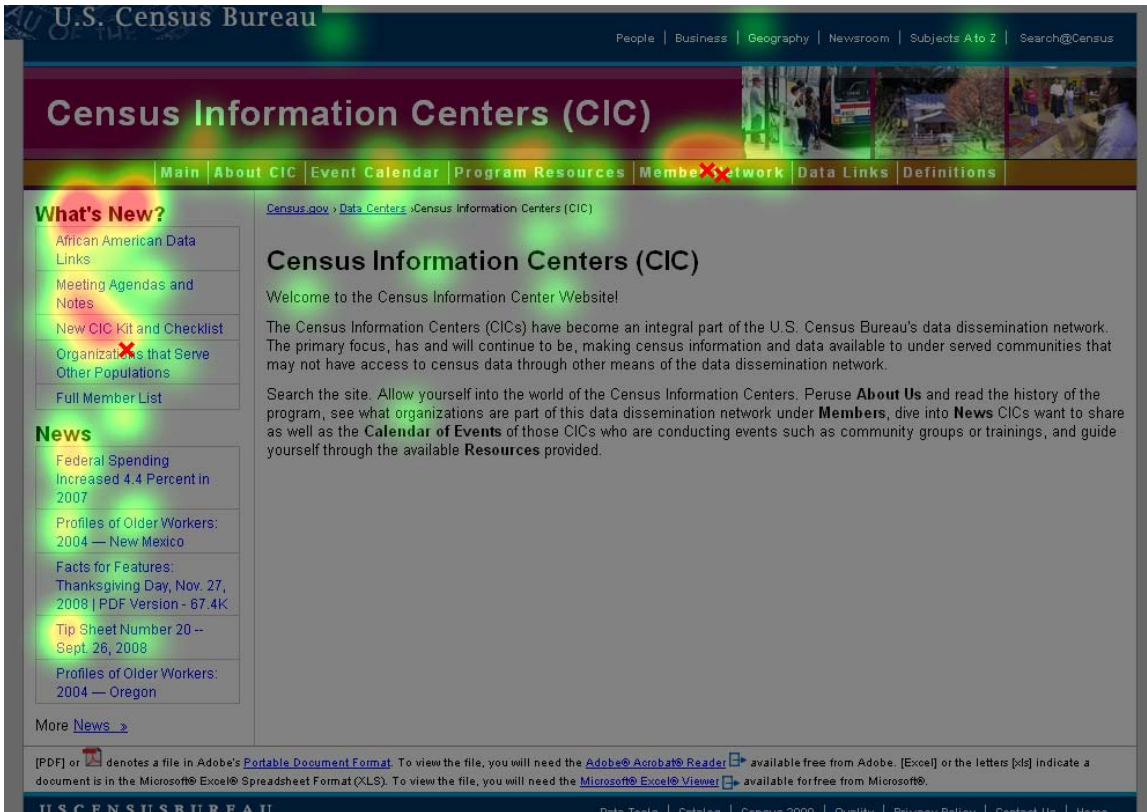 U.S. Census Bureau
People | Business | Geography | Newsroom | Subjects A to Z | Search@Census
Census Information Centers (CIC)
Main | About CIC | Event Calendar | Program Resources | Member Network | Data Links | Definitions
What's New?
African American Data
Links
Meeting Agendas and
Notes
New CIC Kit and Checklist
Organizations that Serve
Other Populations
Full Member List
News
Federal Spending
Increased 4.4 Percent in
2007
Profiles of Older Workers:
2004 — New Mexico
Facts for Features:
Thanksgiving Day, Nov. 27,
2008 | PDF Version - 67.4K
Tip Sheet Number 20 --
Sept. 26, 2008
Profiles of Older Workers:
2004 — Oregon
More News »
Census.gov › Data Centers ›Census Information Centers (CIC)
Census Information Centers (CIC)
Welcome to the Census Information Center Website!
The Census Information Centers (CICs) have become an integral part of the U.S. Census Bureau's data dissemination network.
The primary focus, has and will continue to be, making census information and data available to under served communities that
may not have access to census data through other means of the data dissemination network.
Search the site. Allow yourself into the world of the Census Information Centers. Peruse About Us and read the history of the
program, see what organizations are part of this data dissemination network under Members, dive into News CICs want to share
as well as the Calendar of Events of those CICs who are conducting events such as community groups or trainings, and guide
yourself through the available Resources provided.
[PDF] or denotes a file in Adobe's Portable Document Format. To view the file, you will need the Adobe® Acrobat® Reader available free from Adobe. [Excel] or the letters [xls] indicate a
document is in the Microsoft® Excel® Spreadsheet Format (XLS). To view the file, you will need the Microsoft® Excel® Viewer available for free from Microsoft®.
U S C E N S U S B U R E A U
Data Tools | Catalog | Census 2000 | Quality | Privacy Policy | Contact Us | Home